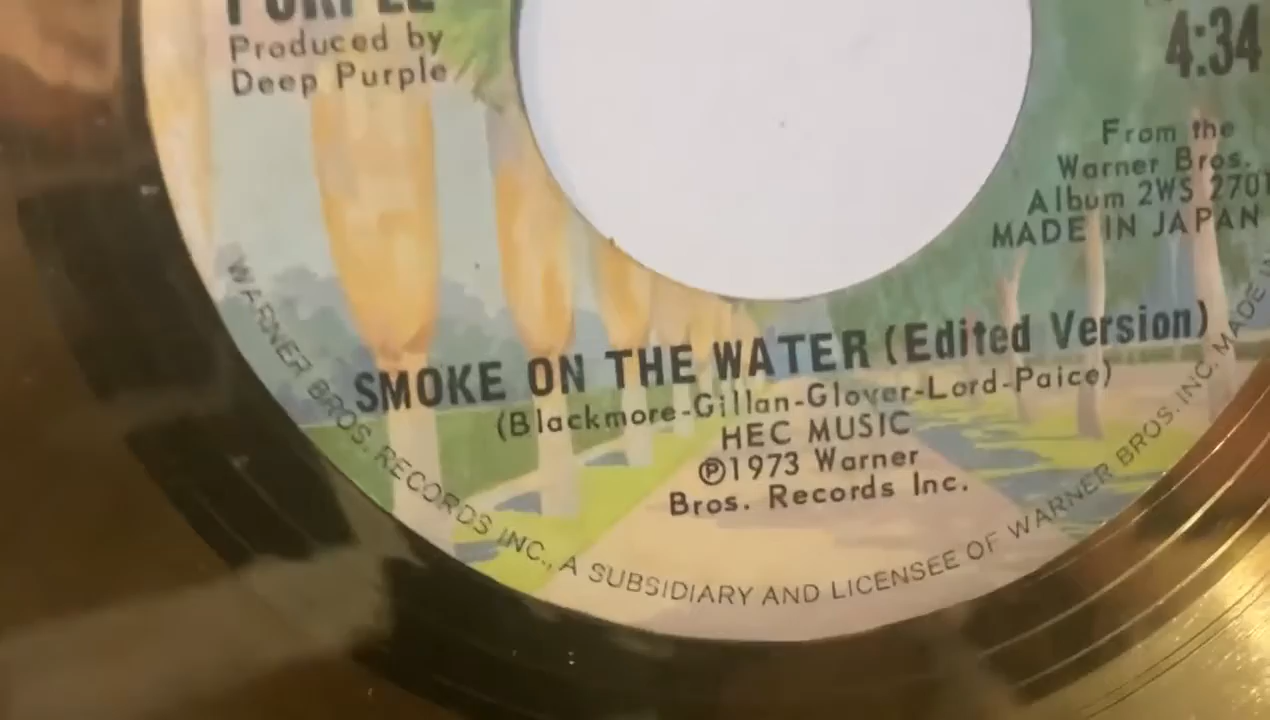 PURPLE
Produced by
Deep Purple
4:34
From the
Warner Bros.
Album 2WS 2701
MADE IN JAPAN
SMOKE ON THE WATER (Edited Version)
(Blackmore-Gillan-Glover-Lord-Paice)
HEC MUSIC
℗1973 Warner
Bros. Records Inc.
WARNER BROS. RECORDS INC., A SUBSIDIARY AND LICENSEE OF WARNER BROS. INC. MADE IN